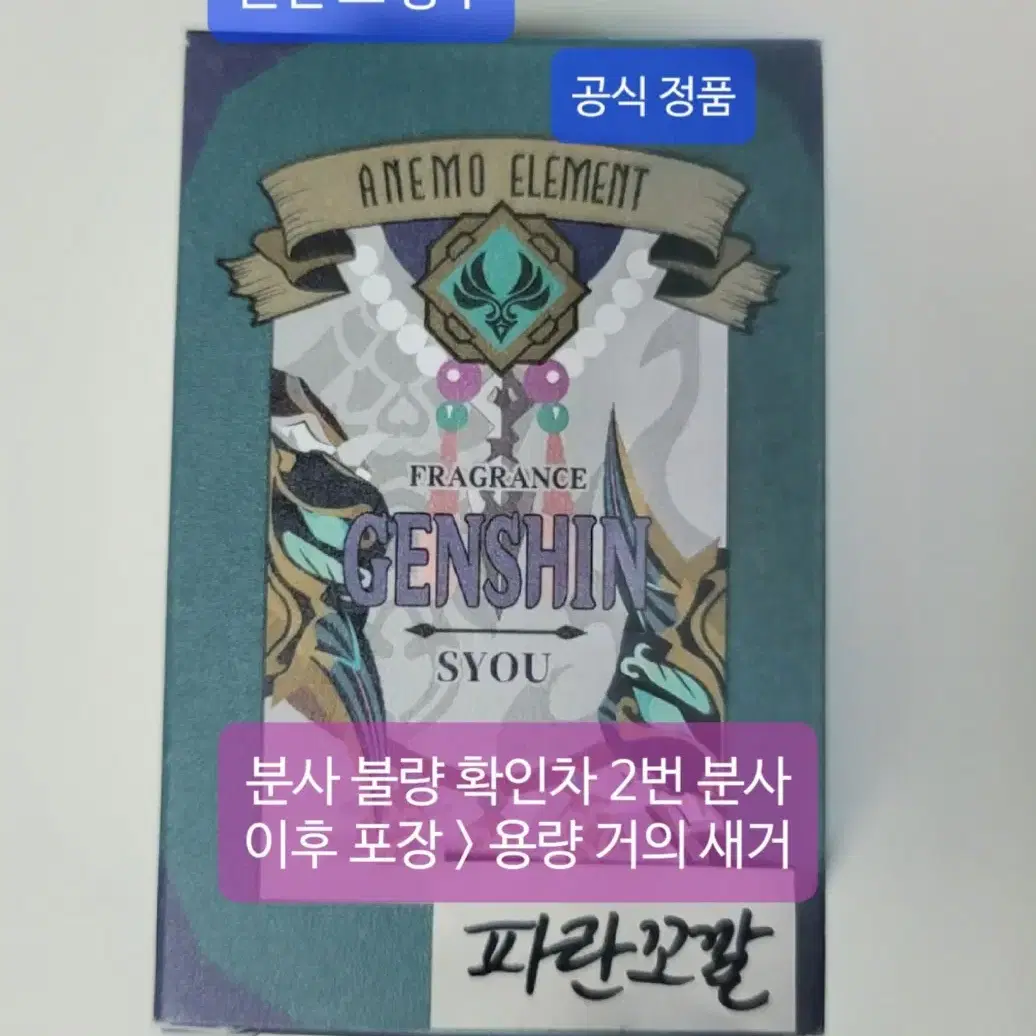 공식 정품
ANEMO ELEMENT
FRAGRANCE
GENSHIN
SYOU
분사 불량 확인차 2번 분사
이후 포장 > 용량 거의 새거
파란꼬깔